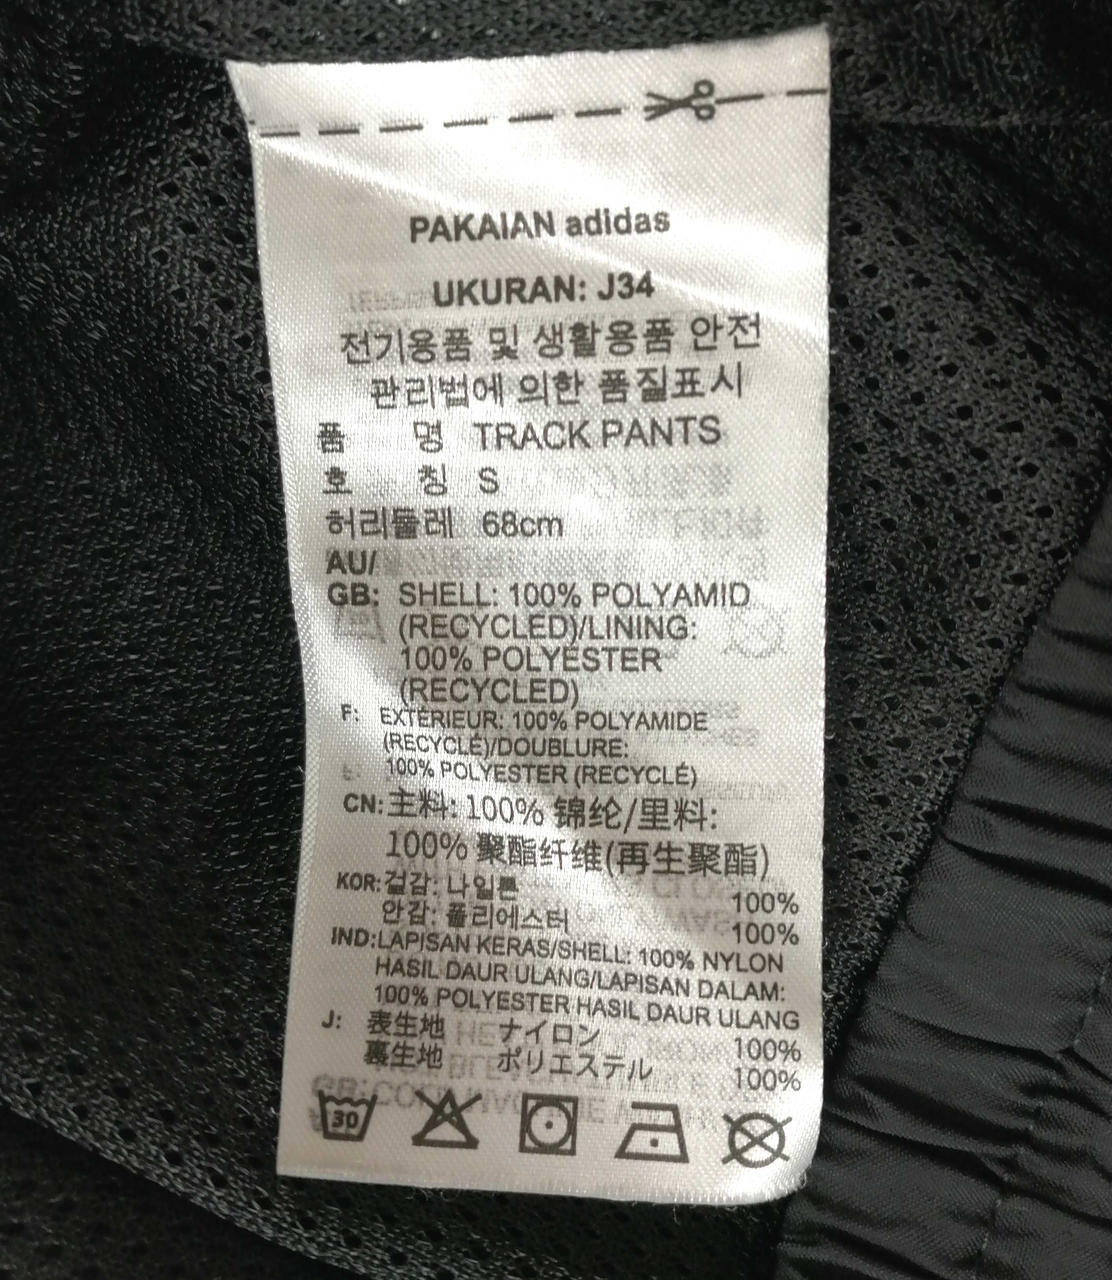 PAKAIAN adidas
UKURAN: J34
전기용품 및 생활용품 안전
관리법에 의한 품질표시
품 명 TRACK PANTS
호 칭 S
허리둘레 68cm
AU/
GB: SHELL: 100% POLYAMID
(RECYCLED)/LINING:
100% POLYESTER
(RECYCLED)
F: EXTÉRIEUR: 100% POLYAMIDE
(RECYCLÉ)/DOUBLURE:
100% POLYESTER (RECYCLÉ)
CN: 主料: 100% 锦纶/里料:
100% 聚酯纤维(再生聚酯)
KOR: 겉감: 나일론 100%
안감: 폴리에스터 100%
IND: LAPISAN KERAS/SHELL: 100% NYLON
HASIL DAUR ULANG/LAPISAN DALAM:
100% POLYESTER HASIL DAUR ULANG
J: 表生地 ナイロン 100%
裏生地 ポリエステル 100%
30